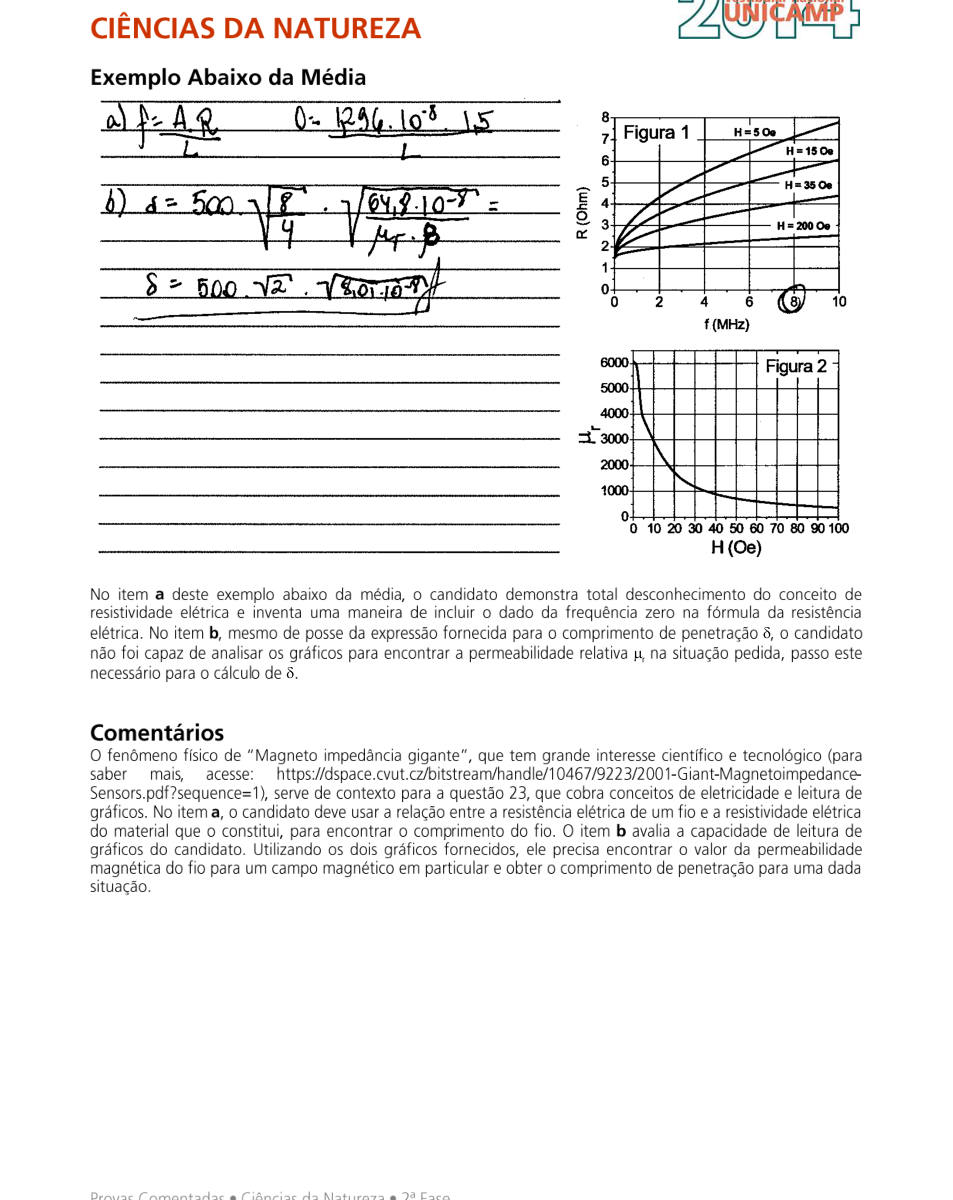 CIÊNCIAS DA NATUREZA
2014
UNICAMP
Exemplo Abaixo da Média
a) f = A.R / L    0 = 1296.10⁻⁸ . 1,5 / L
b) δ = 500 . √8/4 . √64,8.10⁻⁸ / μr . 8 =
δ = 500 . √2 . √8,01.10⁻⁸
Figura 1
H = 5 Oe
H = 15 Oe
H = 35 Oe
H = 200 Oe
R (Ohm)
8
7
6
5
4
3
2
1
0
0 2 4 6 8 10
f (MHz)
Figura 2
μr
6000
5000
4000
3000
2000
1000
0
0 10 20 30 40 50 60 70 80 90 100
H (Oe)
No item a deste exemplo abaixo da média, o candidato demonstra total desconhecimento do conceito de
resistividade elétrica e inventa uma maneira de incluir o dado da frequência zero na fórmula da resistência
elétrica. No item b, mesmo de posse da expressão fornecida para o comprimento de penetração δ, o candidato
não foi capaz de analisar os gráficos para encontrar a permeabilidade relativa μr na situação pedida, passo este
necessário para o cálculo de δ.
Comentários
O fenômeno físico de “Magneto impedância gigante”, que tem grande interesse científico e tecnológico (para
saber mais, acesse: https://dspace.cvut.cz/bitstream/handle/10467/9223/2001-Giant-Magnetoimpedance-
Sensors.pdf?sequence=1), serve de contexto para a questão 23, que cobra conceitos de eletricidade e leitura de
gráficos. No item a, o candidato deve usar a relação entre a resistência elétrica de um fio e a resistividade elétrica
do material que o constitui, para encontrar o comprimento do fio. O item b avalia a capacidade de leitura de
gráficos do candidato. Utilizando os dois gráficos fornecidos, ele precisa encontrar o valor da permeabilidade
magnética do fio para um campo magnético em particular e obter o comprimento de penetração para uma dada
situação.
Provas Comentadas • Ciências da Natureza • 2ª Fase